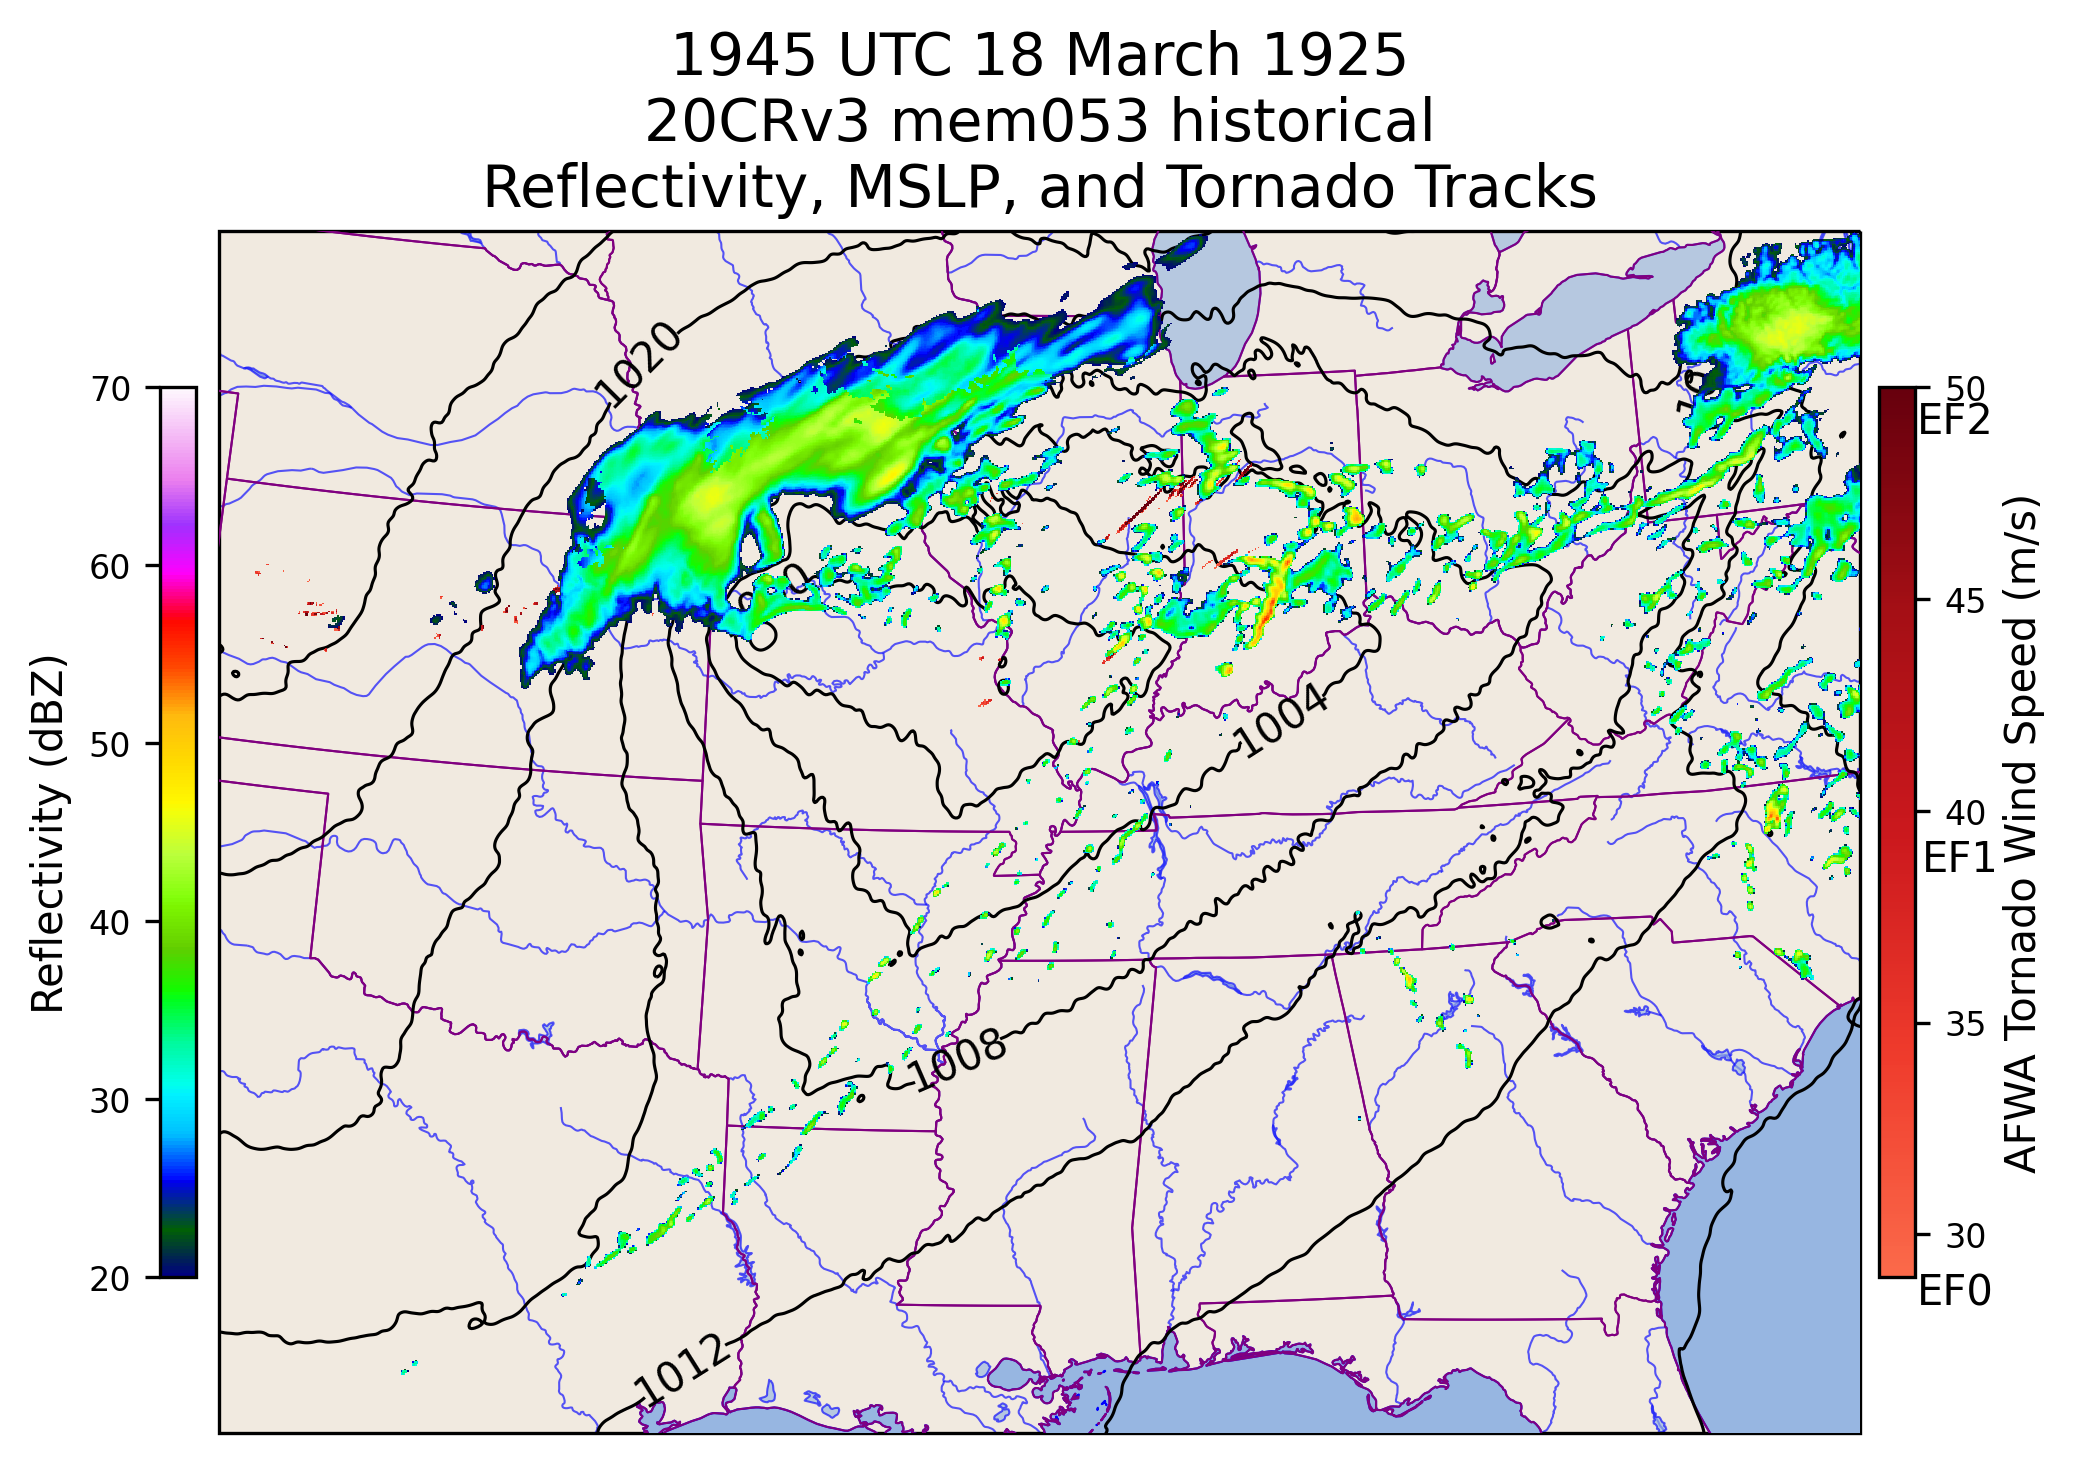 1945 UTC 18 March 1925
20CRv3 mem053 historical
Reflectivity, MSLP, and Tornado Tracks
70
60
50
40
30
20
Reflectivity (dBZ)
1020
1004
1008
1012
50
EF2
45
40
EF1
35
30
EF0
AFWA Tornado Wind Speed (m/s)